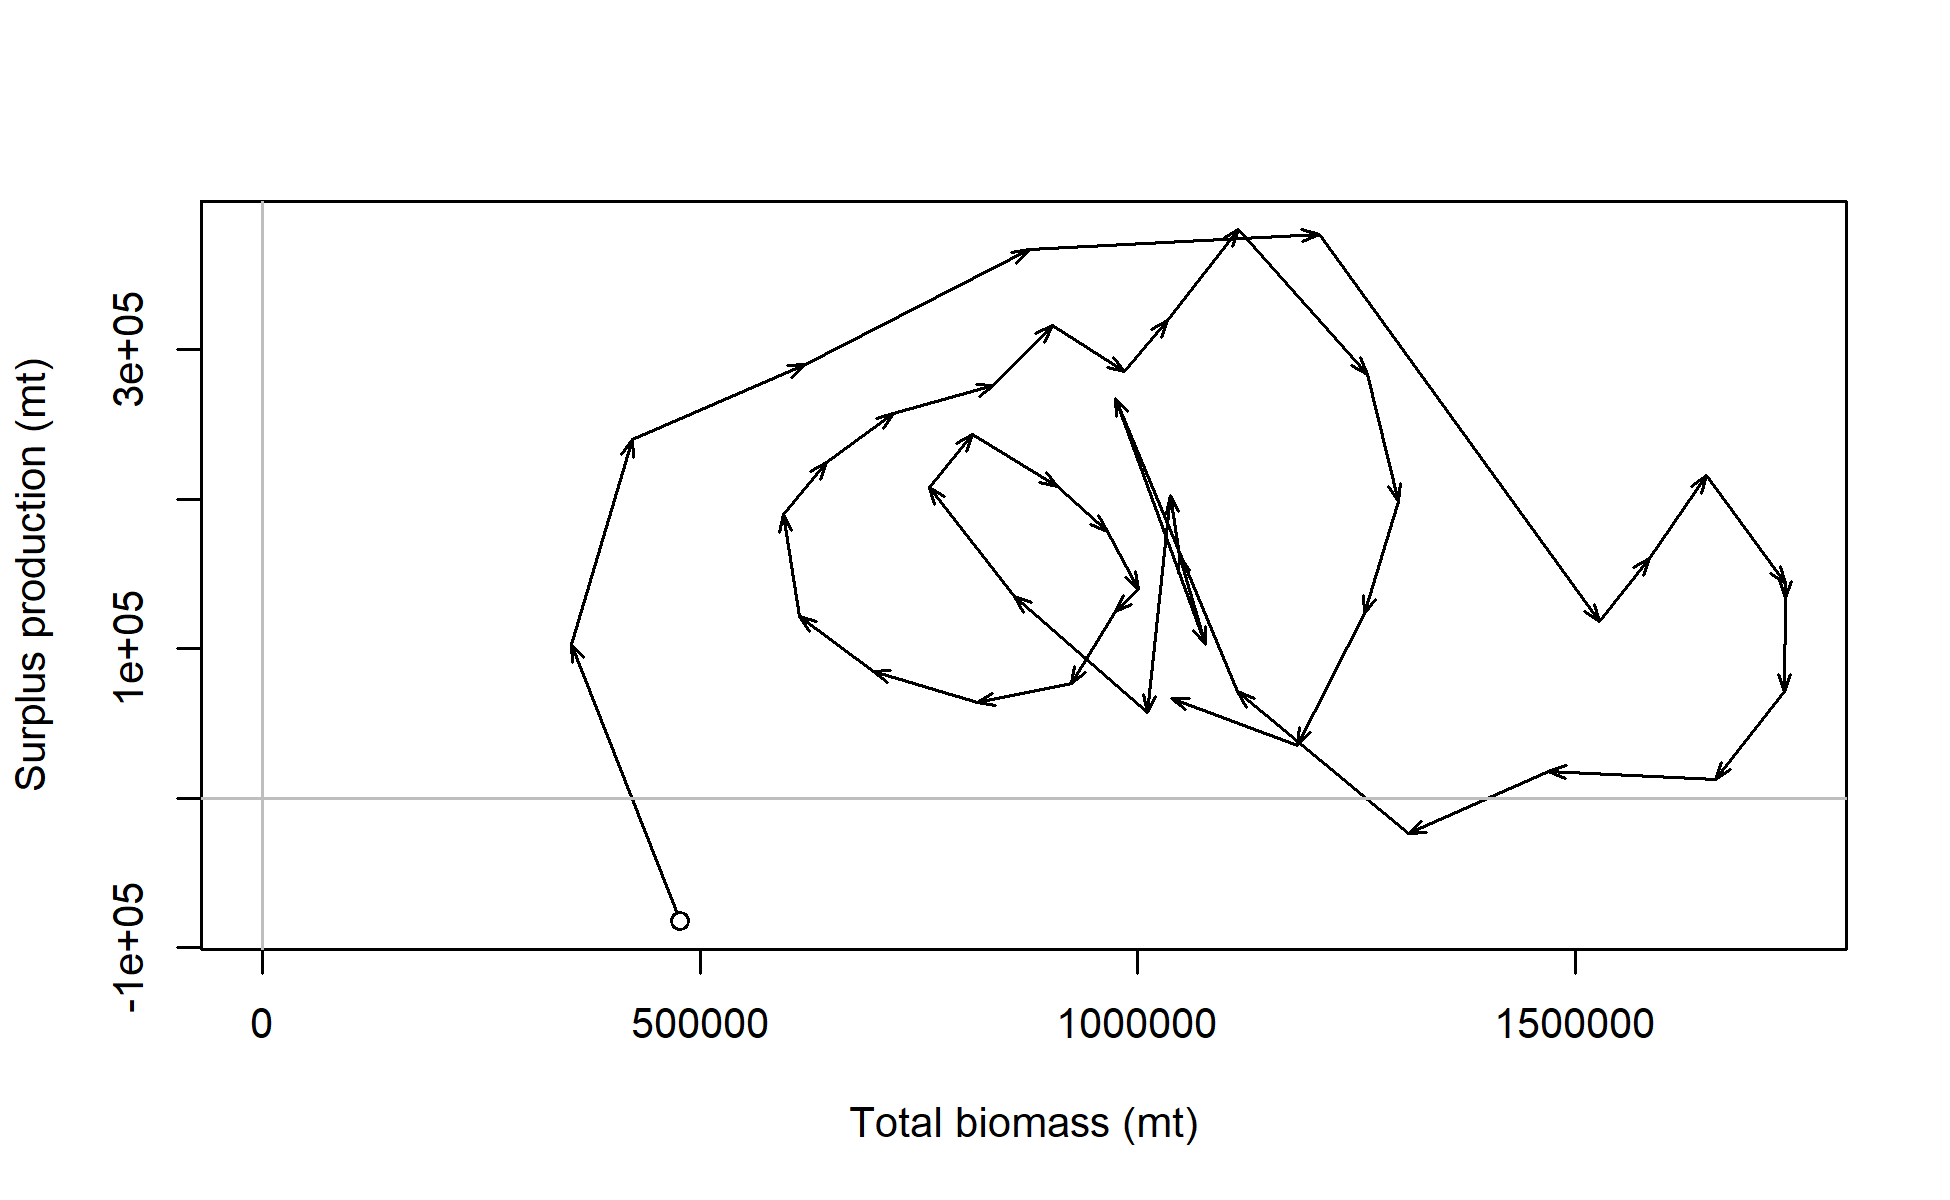 Surplus production (mt)
3e+05
1e+05
-1e+05
0 500000 1000000 1500000
Total biomass (mt)